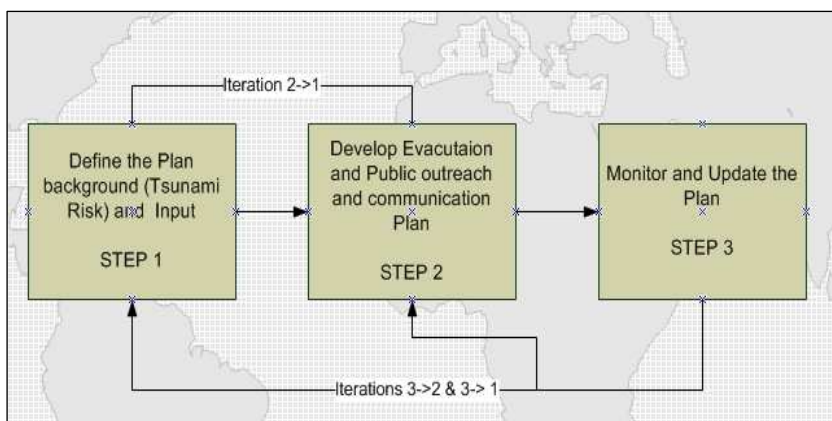 Iteration 2->1
Define the Plan
background (Tsunami
Risk) and Input
STEP 1
Develop Evacutaion
and Public outreach
and communication
Plan
STEP 2
Monitor and Update the
Plan
STEP 3
Iterations 3->2 & 3-> 1